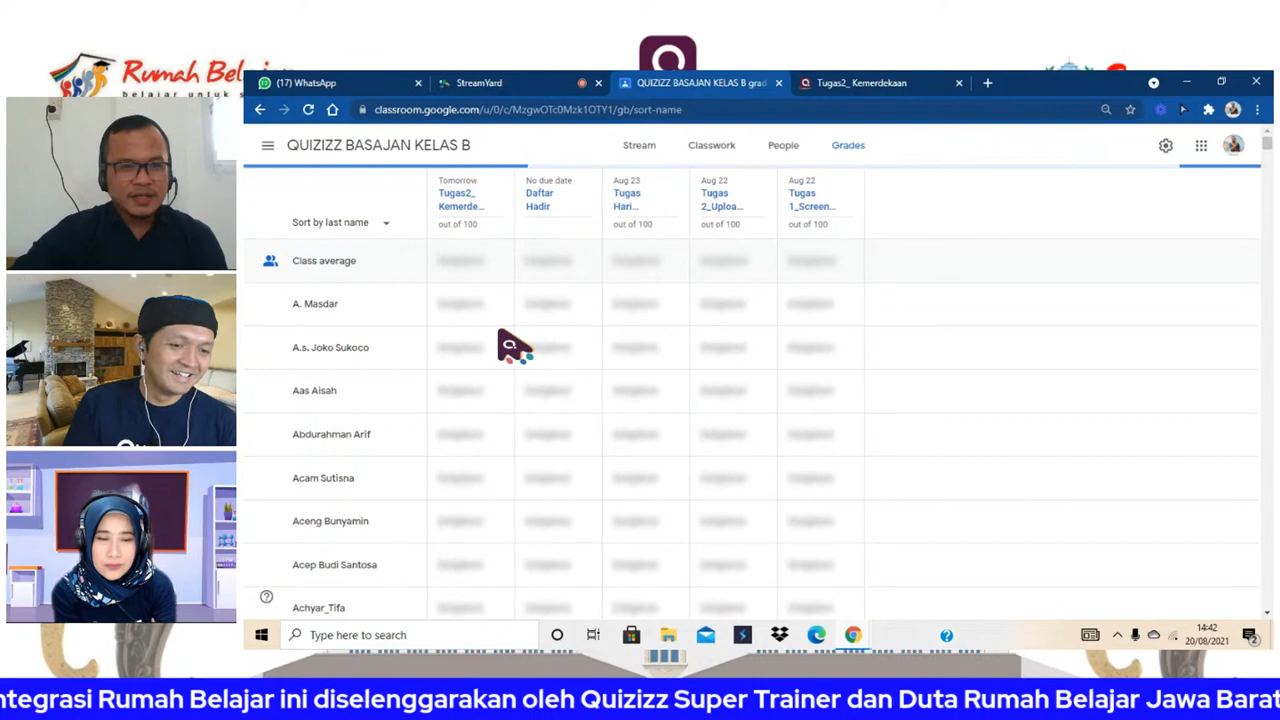 Rumah Belajar
belajar untuk s
(17) WhatsApp
StreamYard
QUIZIZZ BASAJAN KELAS B grad
Tugas2_ Kemerdekaan
classroom.google.com/u/0/c/MzgwOTc0Mzk1OTY1/gb/sort-name
QUIZIZZ BASAJAN KELAS B
Stream
Classwork
People
Grades
Sort by last name
Tomorrow
Tugas2_
Kemerde...
out of 100
No due date
Daftar
Hadir
Aug 23
Tugas
Hari...
out of 100
Aug 22
Tugas
2_Uploa...
out of 100
Aug 22
Tugas
1_Screen...
out of 100
Class average
A. Masdar
A.s. Joko Sukoco
Aas Aisah
Abdurahman Arif
Acam Sutisna
Aceng Bunyamin
Acep Budi Santosa
Achyar_Tifa
Type here to search
14:42
20/08/2021
2
ntegrasi Rumah Belajar ini diselenggarakan oleh Quizizz Super Trainer dan Duta Rumah Belajar Jawa Barat